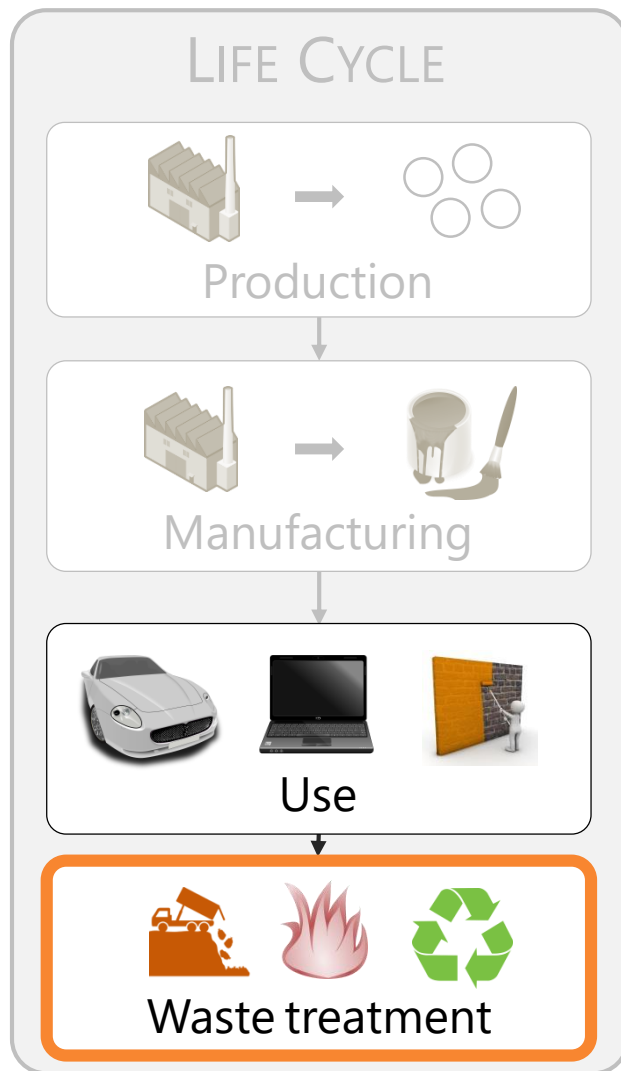 LIFE CYCLE
Production
Manufacturing
Use
Waste treatment